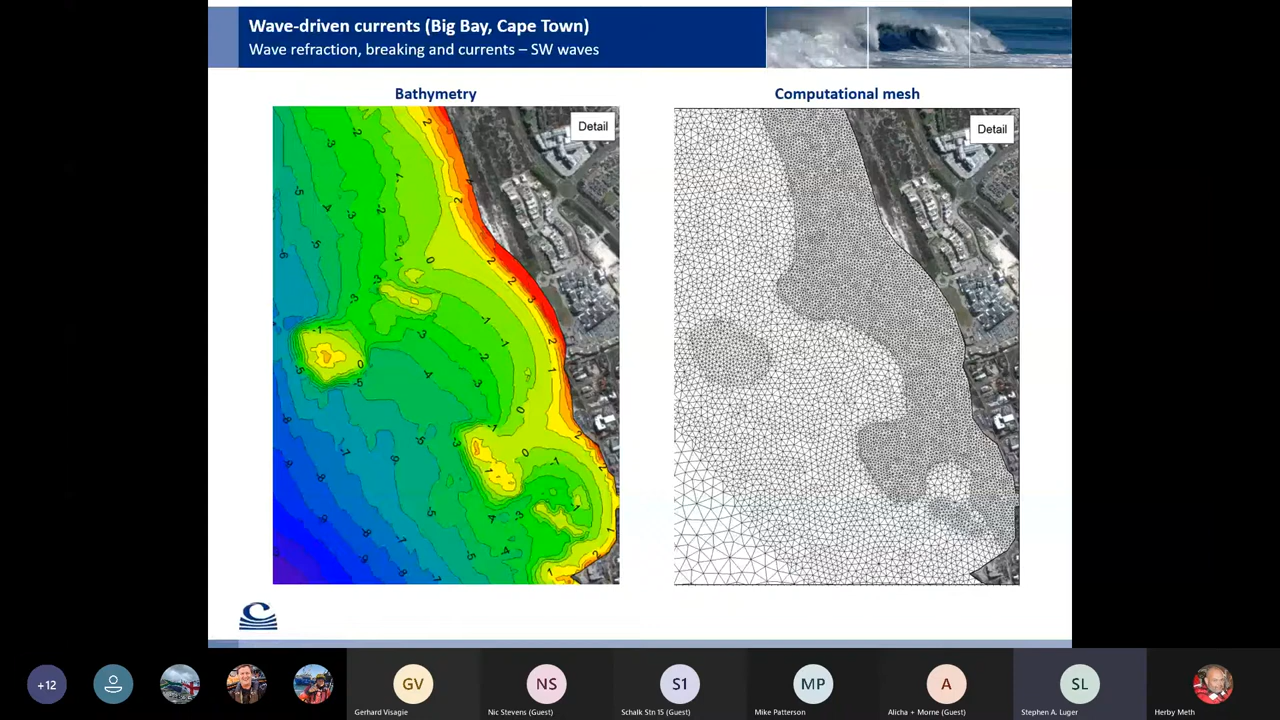 Wave-driven currents (Big Bay, Cape Town)
Wave refraction, breaking and currents – SW waves
Bathymetry
Computational mesh
Detail
Detail
+12
GV
NS
S1
MP
A
SL
Gerhard Visagie
Nic Stevens (Guest)
Schalk Stn 15 (Guest)
Mike Patterson
Alicha + Morne (Guest)
Stephen A. Luger
Herby Meth